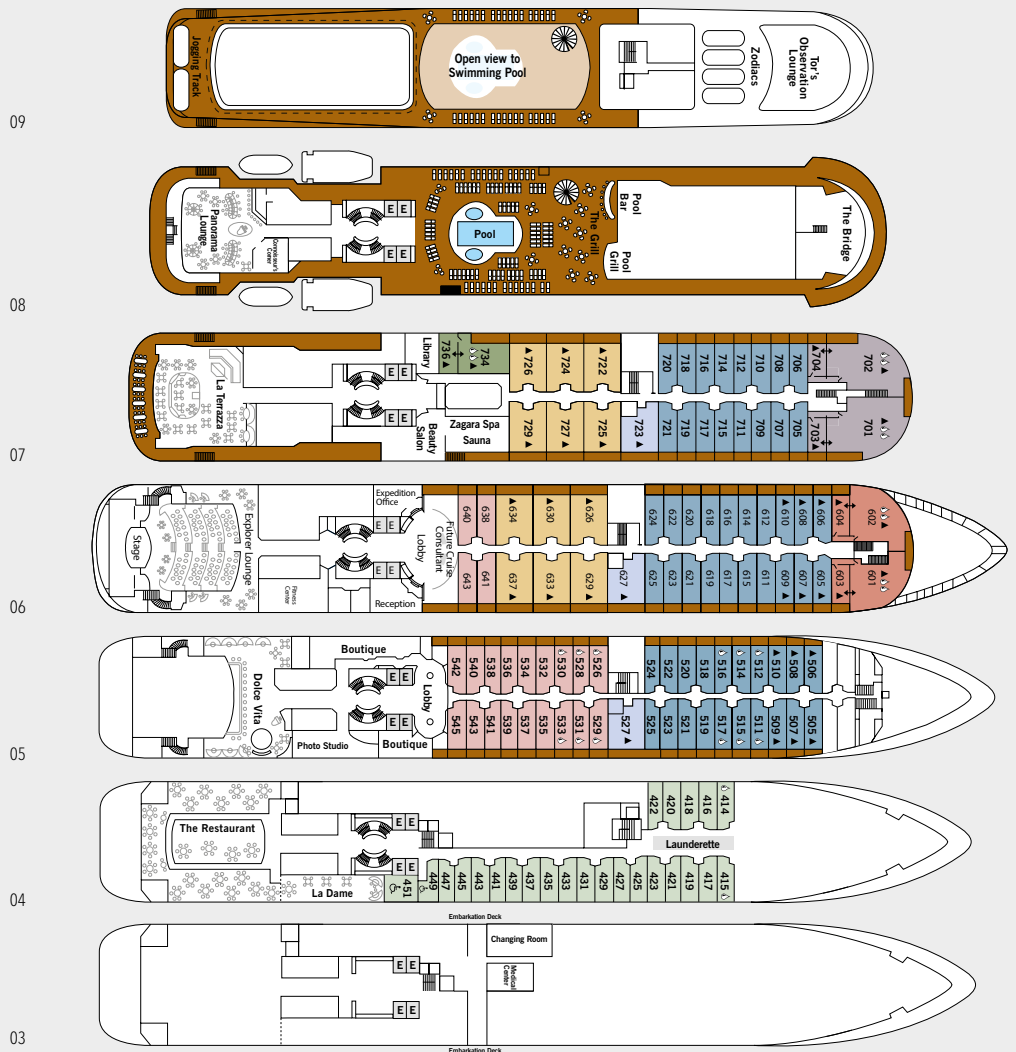 Jogging Track
Open view to
Swimming Pool
Zodiacs
Tor's
Observation
Lounge
09
Panorama
Lounge
Connoisseur's
Corner
E E
E E
Pool
The Grill
Pool
Bar
Pool
Grill
The Bridge
08
La Terrazza
E E
E E
Library
Beauty
Salon
Zagara Spa
Sauna
736 734 726 724 722 720 718 716 714 712 710 708 706 704 702
729 727 725 723 721 719 717 715 711 709 707 705 703 701
07
Stage
Explorer Lounge
Fitness
Center
Expedition
Office
E E
E E
Reception
Lobby
Future Cruise
Consultant
640 638 634 630 626 624 622 620 618 616 614 612 610 608 606 604 602
643 641 637 633 629 627 625 623 621 619 617 615 611 609 607 605 603 601
06
Dolce Vita
Boutique
E E
E E
Photo Studio
Boutique
Lobby
542 540 538 536 534 532 530 528 526 524 522 520 518 516 514 512 510 508 506
545 543 541 539 537 535 533 531 529 527 525 523 521 519 517 515 511 509 507 505
05
The Restaurant
La Dame
E E
E E
422 420 418 416 414
Launderette
451 449 447 445 443 441 439 437 435 433 431 429 427 425 423 421 419 417 415
04
Embarkation Deck
E E
E E
Changing Room
Medical
Center
03
Embarkation Deck